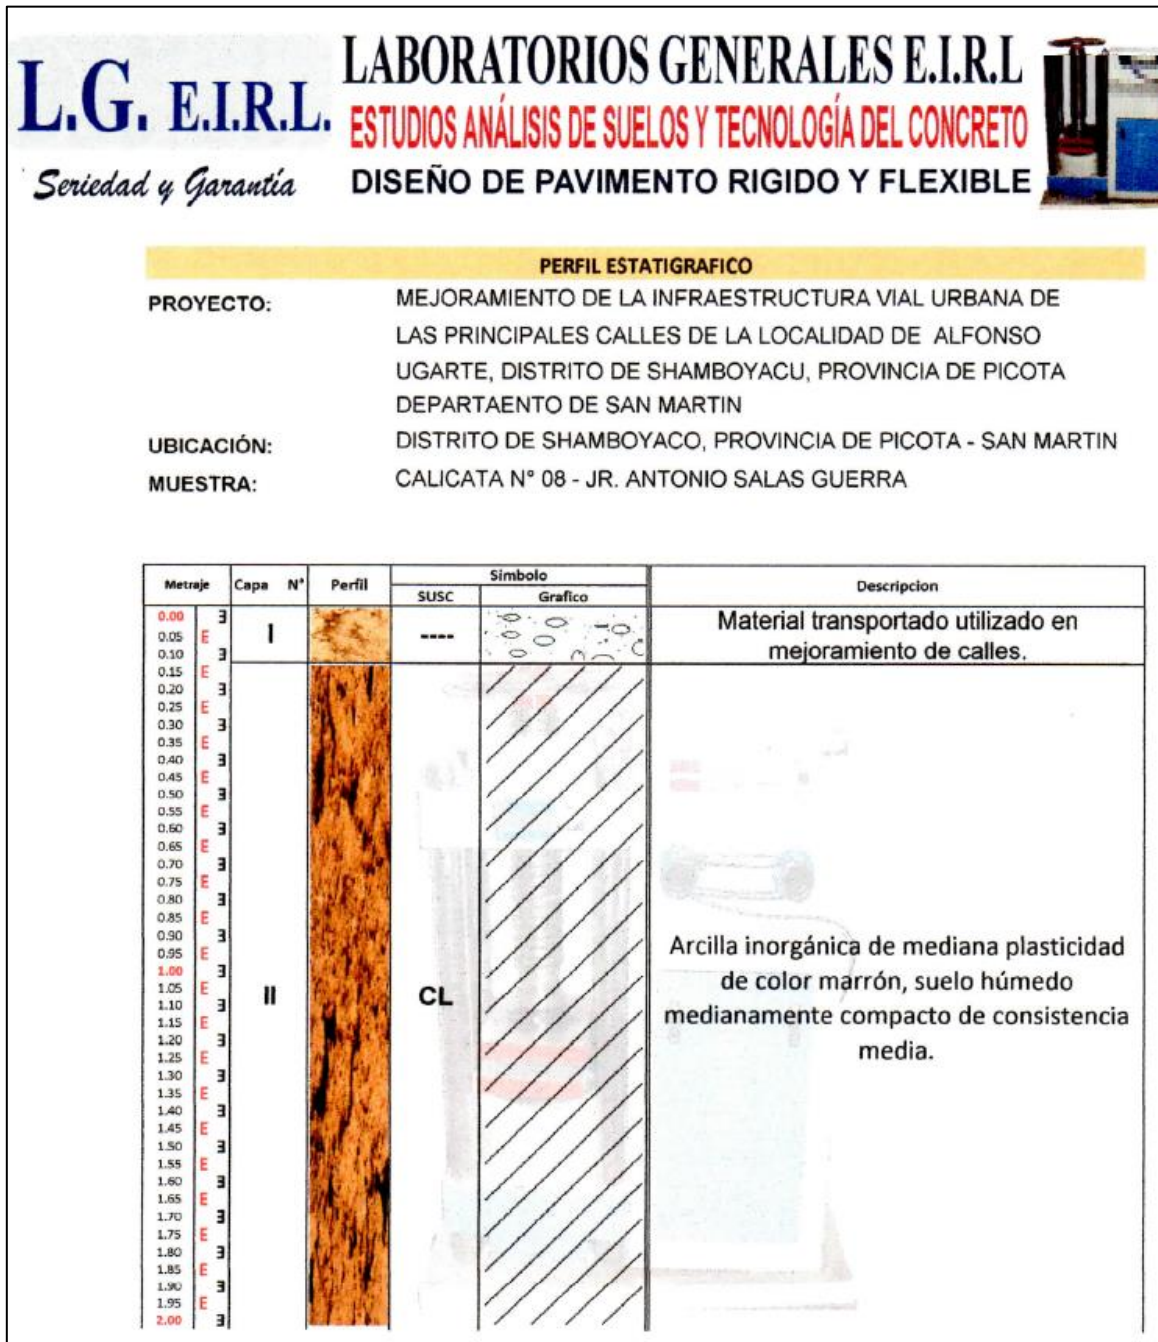 L.G. E.I.R.L.
Seriedad y Garantía
LABORATORIOS GENERALES E.I.R.L
ESTUDIOS ANÁLISIS DE SUELOS Y TECNOLOGÍA DEL CONCRETO
DISEÑO DE PAVIMENTO RIGIDO Y FLEXIBLE
PERFIL ESTATIGRAFICO
PROYECTO: MEJORAMIENTO DE LA INFRAESTRUCTURA VIAL URBANA DE
LAS PRINCIPALES CALLES DE LA LOCALIDAD DE ALFONSO
UGARTE, DISTRITO DE SHAMBOYACU, PROVINCIA DE PICOTA
DEPARTAENTO DE SAN MARTIN
UBICACIÓN: DISTRITO DE SHAMBOYACO, PROVINCIA DE PICOTA - SAN MARTIN
MUESTRA: CALICATA N° 08 - JR. ANTONIO SALAS GUERRA
Metraje Capa N° Perfil Simbolo Descripcion
SUSC Grafico
0.00 E
0.05 E
0.10 E
I ---- Material transportado utilizado en
mejoramiento de calles.
0.15 E
0.20 E
0.25 E
0.30 E
0.35 E
0.40 E
0.45 E
0.50 E
0.55 E
0.60 E
0.65 E
0.70 E
0.75 E
0.80 E
0.85 E
0.90 E
0.95 E
1.00 E
1.05 E
1.10 E
1.15 E
1.20 E
1.25 E
1.30 E
1.35 E
1.40 E
1.45 E
1.50 E
1.55 E
1.60 E
1.65 E
1.70 E
1.75 E
1.80 E
1.85 E
1.90 E
1.95 E
2.00 E
II CL Arcilla inorgánica de mediana plasticidad
de color marrón, suelo húmedo
medianamente compacto de consistencia
media.